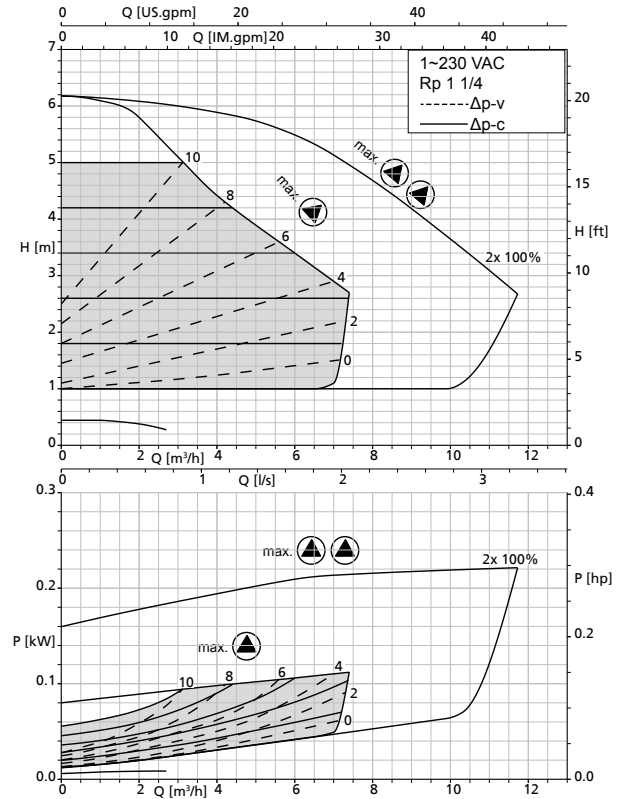 0 Q [US.gpm] 20 40
0 10 Q [IM.gpm] 20 30 40
7
1~230 VAC
Rp 1 1/4
Δp-v
Δp-c
6 20
max.
5 10 15
max.
8
4 H [ft]
6
H [m] 2x 100%
3 4 10
2 2
0 5
1
0 0
0 2 Q [m³/h] 4 6 8 10 12
0 1 Q [l/s] 2 3
0.3 0.4
max. 2x 100%
0.2 P [hp]
P [kW] max. 0.2
0.1 10 8 6 4
2
0
0.0 0.0
0 2 Q [m³/h] 4 6 8 10 12